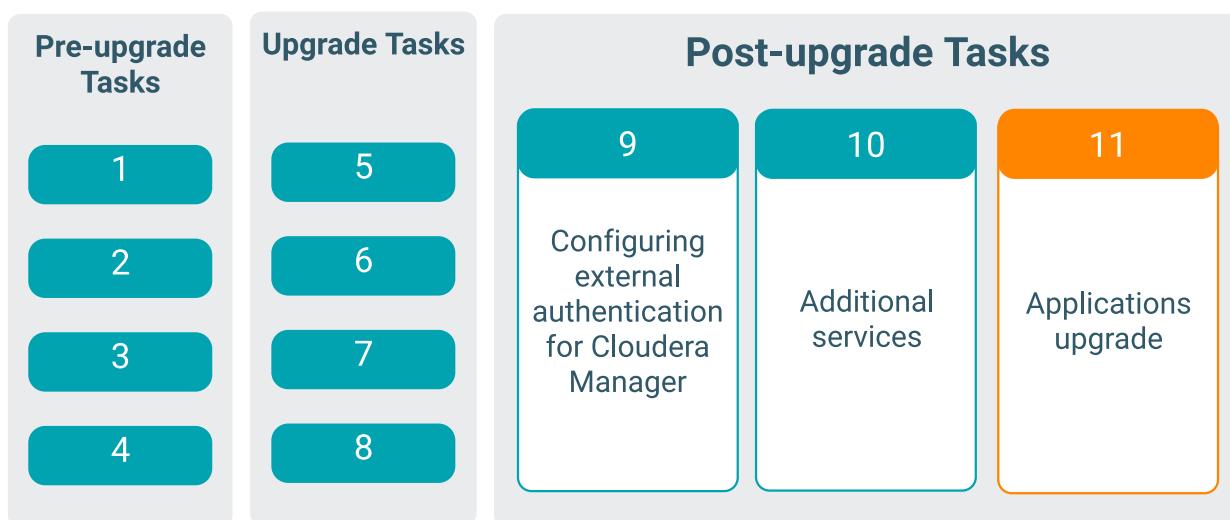 Pre-upgrade
Tasks
1
2
3
4
Upgrade Tasks
5
6
7
8
Post-upgrade Tasks
9
Configuring
external
authentication
for Cloudera
Manager
10
Additional
services
11
Applications
upgrade